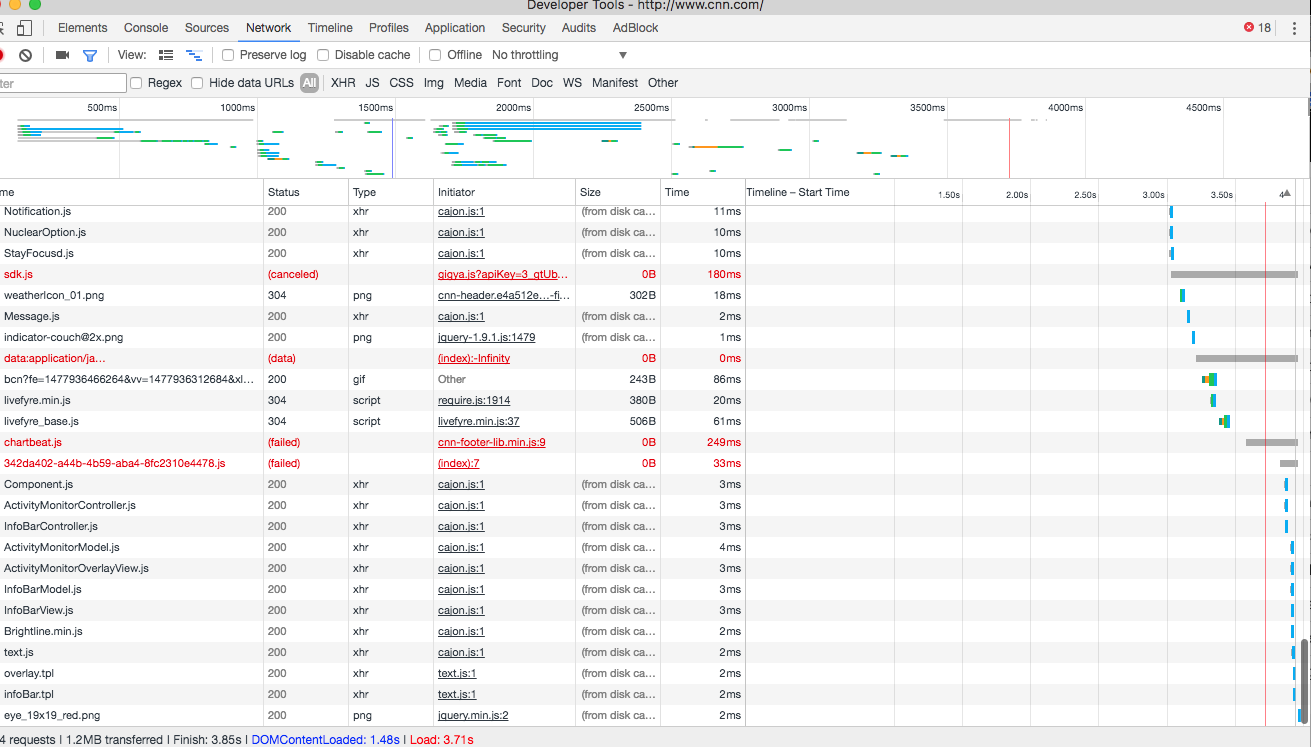 Developer Tools - http://www.cnn.com/
Elements Console Sources Network Timeline Profiles Application Security Audits AdBlock 18
View: Preserve log Disable cache Offline No throttling
ter Regex Hide data URLs All XHR JS CSS Img Media Font Doc WS Manifest Other
500ms 1000ms 1500ms 2000ms 2500ms 3000ms 3500ms 4000ms 4500ms
me Status Type Initiator Size Time Timeline – Start Time 1.50s 2.00s 2.50s 3.00s 3.50s 4
Notification.js 200 xhr cajon.js:1 (from disk ca... 11ms
NuclearOption.js 200 xhr cajon.js:1 (from disk ca... 10ms
StayFocusd.js 200 xhr cajon.js:1 (from disk ca... 10ms
sdk.js (canceled) gigya.js?apiKey=3_gtUb... 0B 180ms
weatherIcon_01.png 304 png cnn-header.e4a512e...-fi... 302B 18ms
Message.js 200 xhr cajon.js:1 (from disk ca... 2ms
indicator-couch@2x.png 200 png jquery-1.9.1.js:1479 (from disk ca... 1ms
data:application/ja... (data) (index):-Infinity 0B 0ms
bcn?fe=1477936466264&vv=1477936312684&xl... 200 gif Other 243B 86ms
livefyre.min.js 304 script require.js:1914 380B 20ms
livefyre_base.js 304 script livefyre.min.js:37 506B 61ms
chartbeat.js (failed) cnn-footer-lib.min.js:9 0B 249ms
342da402-a44b-4b59-aba4-8fc2310e4478.js (failed) (index):7 0B 33ms
Component.js 200 xhr cajon.js:1 (from disk ca... 3ms
ActivityMonitorController.js 200 xhr cajon.js:1 (from disk ca... 3ms
InfoBarController.js 200 xhr cajon.js:1 (from disk ca... 3ms
ActivityMonitorModel.js 200 xhr cajon.js:1 (from disk ca... 4ms
ActivityMonitorOverlayView.js 200 xhr cajon.js:1 (from disk ca... 3ms
InfoBarModel.js 200 xhr cajon.js:1 (from disk ca... 3ms
InfoBarView.js 200 xhr cajon.js:1 (from disk ca... 3ms
Brightline.min.js 200 xhr cajon.js:1 (from disk ca... 2ms
text.js 200 xhr cajon.js:1 (from disk ca... 2ms
overlay.tpl 200 xhr text.js:1 (from disk ca... 2ms
infoBar.tpl 200 xhr text.js:1 (from disk ca... 2ms
eye_19x19_red.png 200 png jquery.min.js:2 (from disk ca... 2ms
4 requests | 1.2MB transferred | Finish: 3.85s | DOMContentLoaded: 1.48s | Load: 3.71s